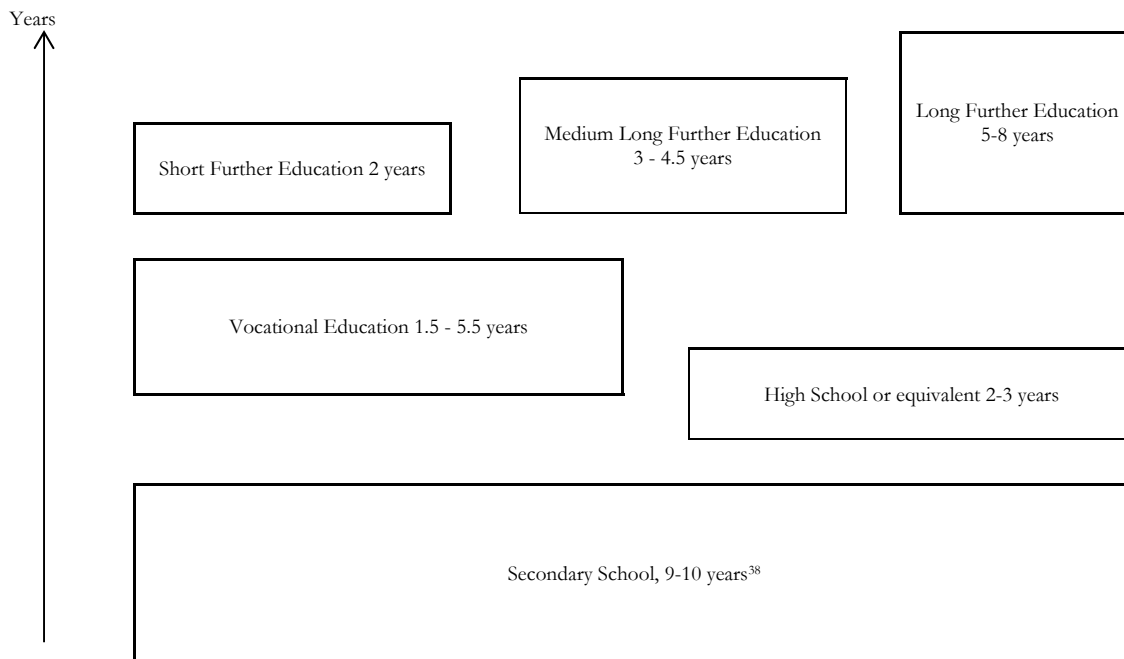 Years
Long Further Education
5-8 years
Medium Long Further Education
3 - 4.5 years
Short Further Education 2 years
Vocational Education 1.5 - 5.5 years
High School or equivalent 2-3 years
Secondary School, 9-10 years³⁸